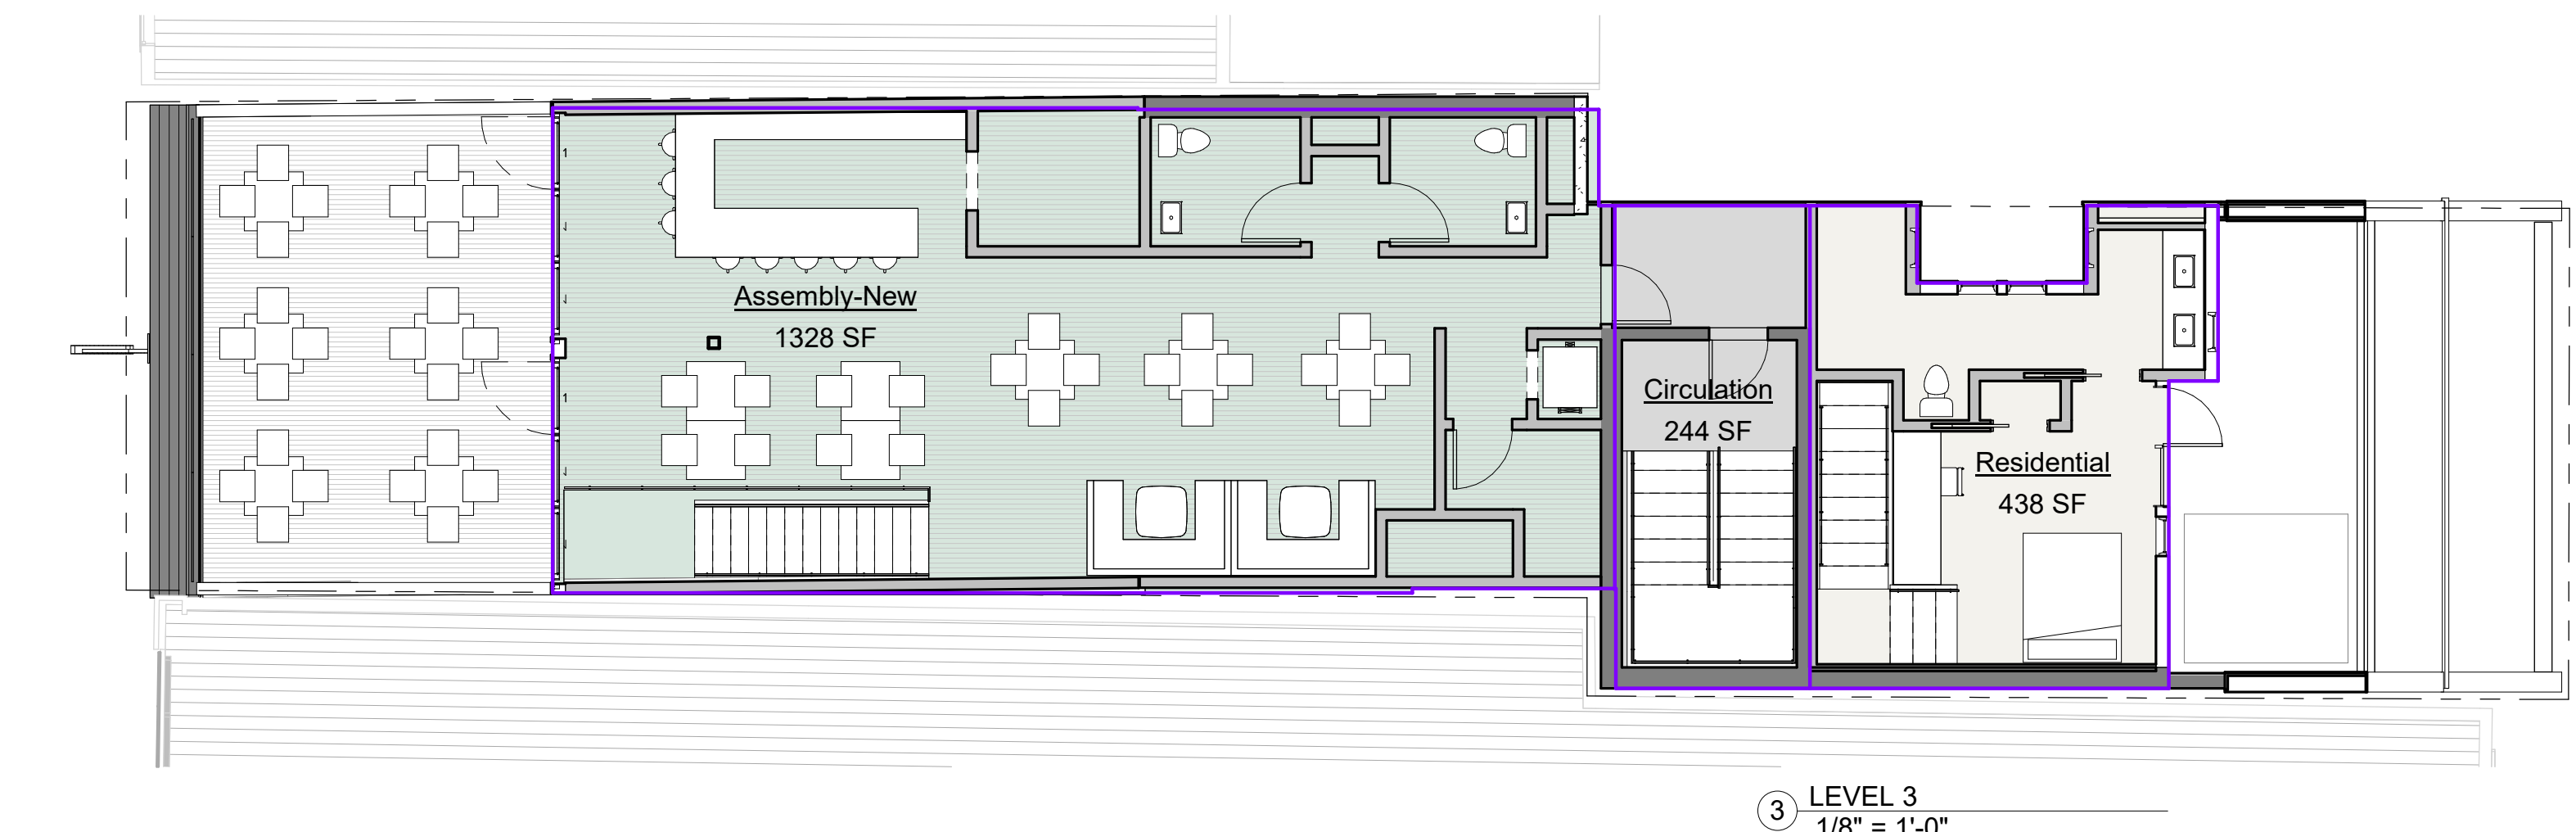 Assembly-New
1328 SF
Circulation
244 SF
Residential
438 SF
3
LEVEL 3
1/8" = 1'-0"